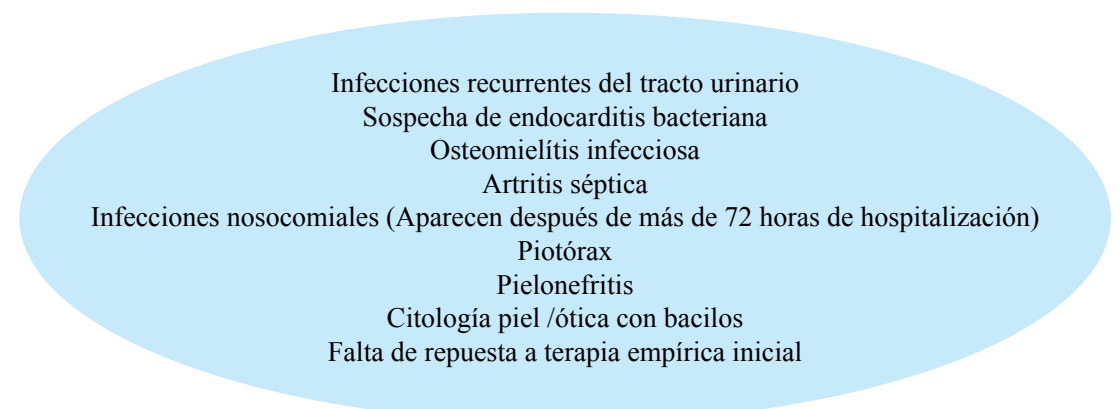 Infecciones recurrentes del tracto urinario
Sospecha de endocarditis bacteriana
Osteomielítis infecciosa
Artritis séptica
Infecciones nosocomiales (Aparecen después de más de 72 horas de hospitalización)
Piotórax
Pielonefritis
Citología piel /ótica con bacilos
Falta de repuesta a terapia empírica inicial